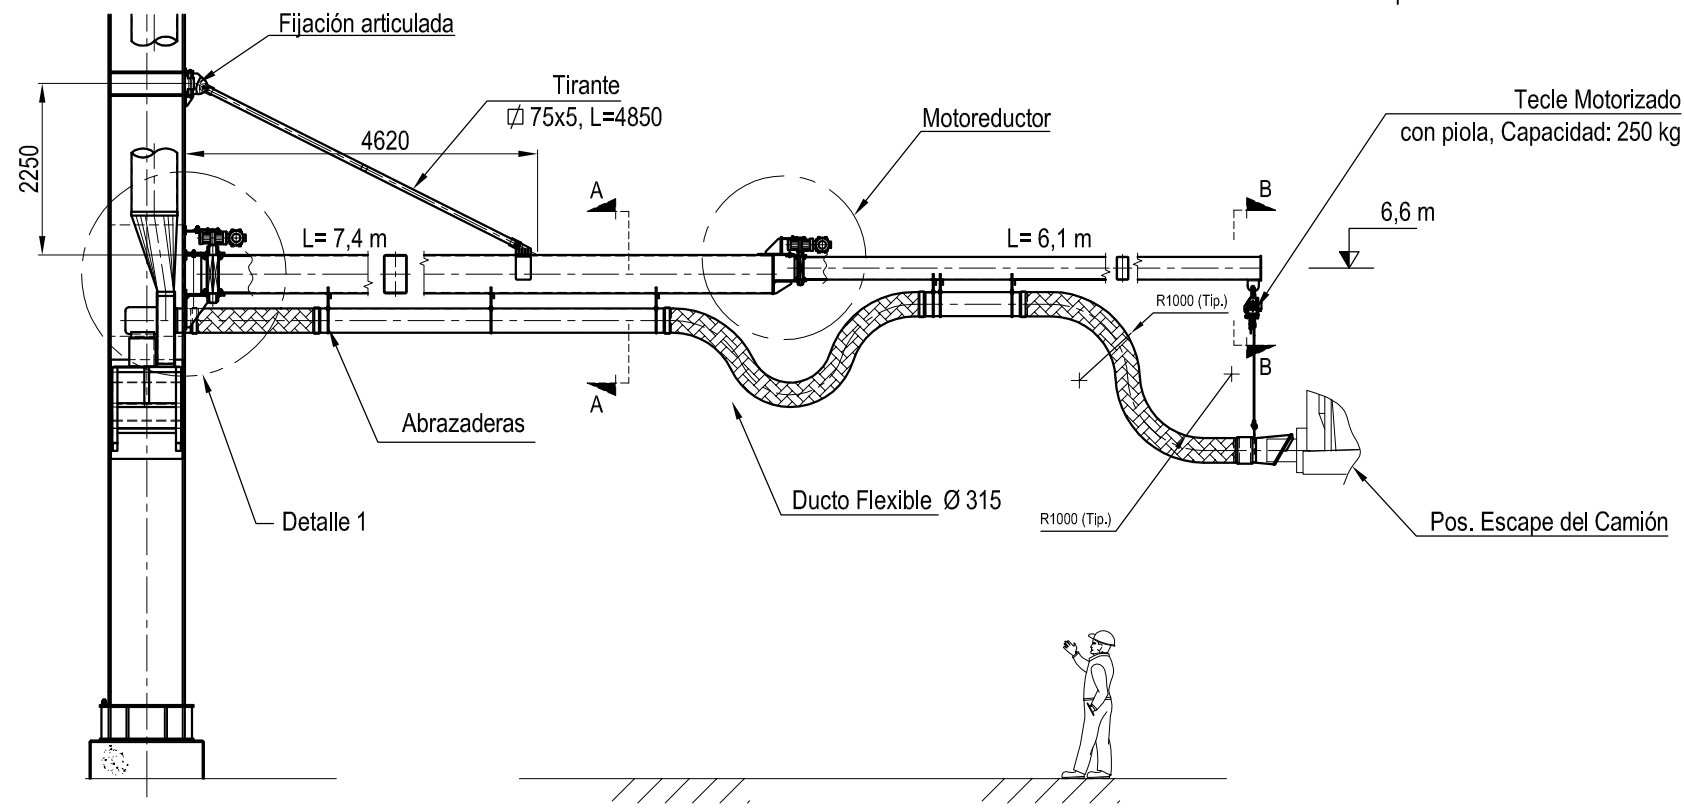 Fijación articulada
Tirante
75x5, L=4850
4620
2250
Motoreductor
Tecle Motorizado
con piola, Capacidad: 250 kg
A
B
6,6 m
L= 7,4 m
L= 6,1 m
R1000 (Tip.)
A
B
Abrazaderas
Ducto Flexible Ø 315
R1000 (Tip.)
Detalle 1
Pos. Escape del Camión